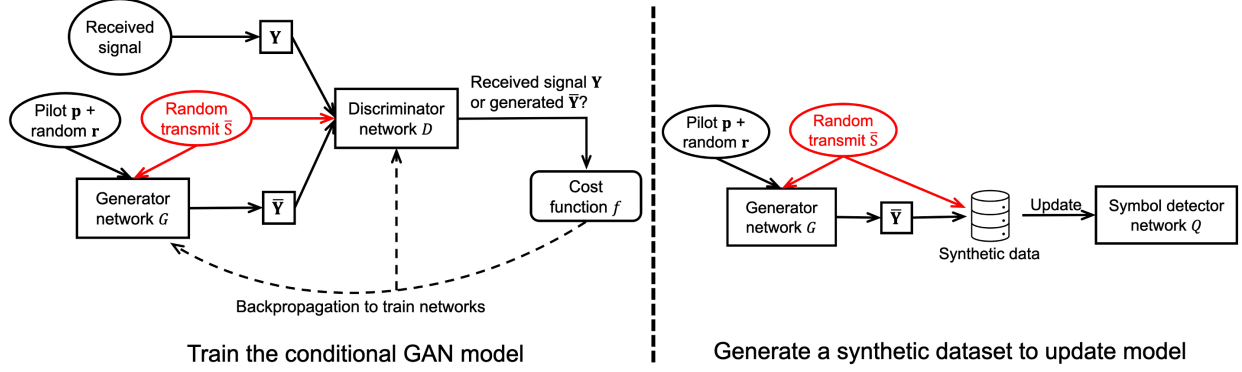 Received
signal
Y
Pilot p +
random r
Random
transmit S̄
Generator
network G
Ȳ
Discriminator
network D
Received signal Y
or generated Ȳ?
Cost
function f
Backpropagation to train networks
Train the conditional GAN model
Pilot p +
random r
Random
transmit S̄
Generator
network G
Ȳ
Synthetic data
Update
Symbol detector
network Q
Generate a synthetic dataset to update model